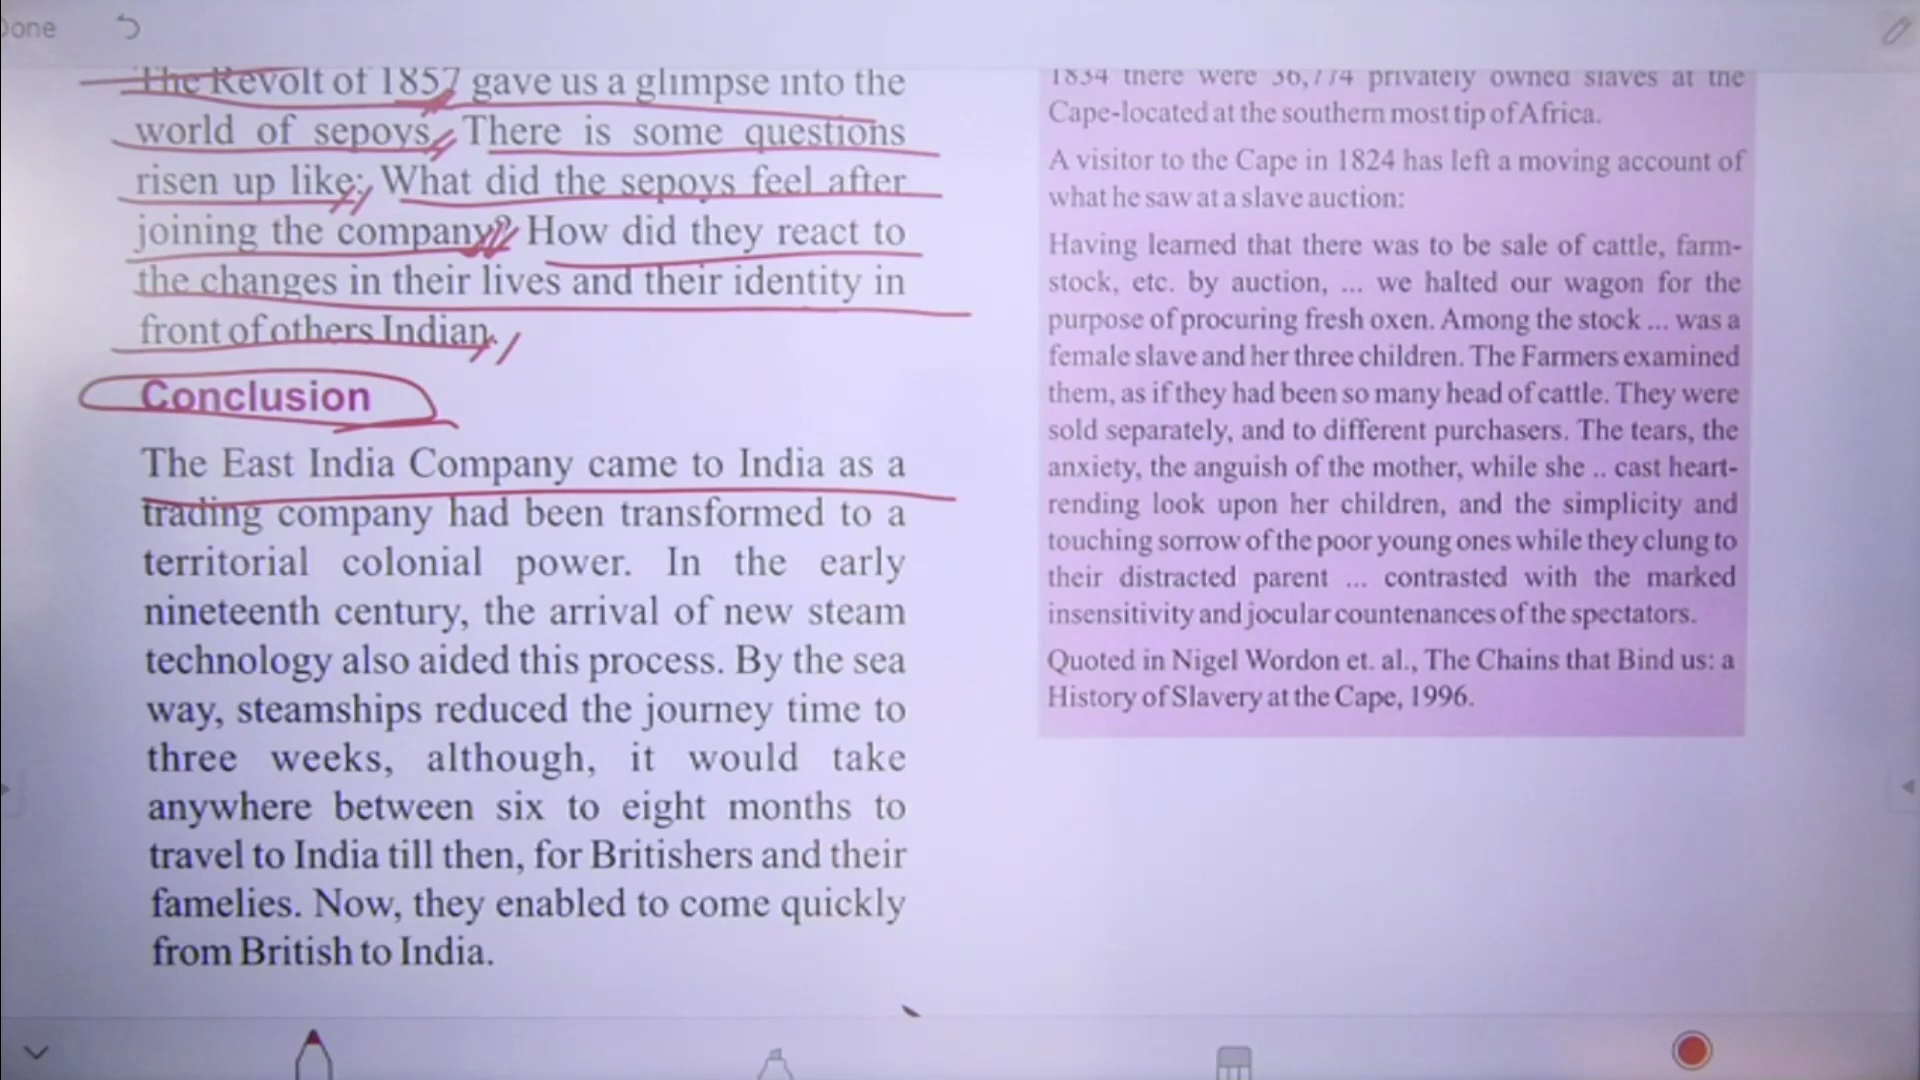 Done
The Revolt of 1857 gave us a glimpse into the
world of sepoys. There is some questions
risen up like: What did the sepoys feel after
joining the company? How did they react to
the changes in their lives and their identity in
front of others Indian.
Conclusion
The East India Company came to India as a
trading company had been transformed to a
territorial colonial power. In the early
nineteenth century, the arrival of new steam
technology also aided this process. By the sea
way, steamships reduced the journey time to
three weeks, although, it would take
anywhere between six to eight months to
travel to India till then, for Britishers and their
famelies. Now, they enabled to come quickly
from British to India.
1834 there were 36,774 privately owned slaves at the
Cape-located at the southern most tip of Africa.
A visitor to the Cape in 1824 has left a moving account of
what he saw at a slave auction:
Having learned that there was to be sale of cattle, farm-
stock, etc. by auction, ... we halted our wagon for the
purpose of procuring fresh oxen. Among the stock ... was a
female slave and her three children. The Farmers examined
them, as if they had been so many head of cattle. They were
sold separately, and to different purchasers. The tears, the
anxiety, the anguish of the mother, while she .. cast heart-
rending look upon her children, and the simplicity and
touching sorrow of the poor young ones while they clung to
their distracted parent ... contrasted with the marked
insensitivity and jocular countenances of the spectators.
Quoted in Nigel Wordon et. al., The Chains that Bind us: a
History of Slavery at the Cape, 1996.